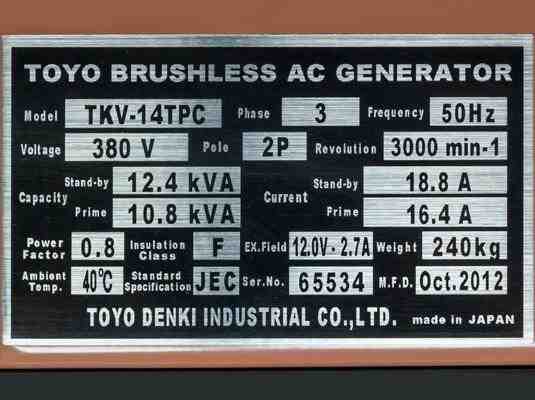 TOYO BRUSHLESS AC GENERATOR
Model TKV-14TPC Phase 3 Frequency 50Hz
Voltage 380 V Pole 2P Revolution 3000 min-1
Capacity Stand-by 12.4 kVA Current Stand-by 18.8 A
Prime 10.8 kVA Prime 16.4 A
Power Factor 0.8 Insulation Class F EX.Field 12.0V-2.7A Weight 240kg
Ambient Temp. 40℃ Standard Specification JEC Ser.No. 65534 M.F.D. Oct.2012
TOYO DENKI INDUSTRIAL CO.,LTD. made in JAPAN